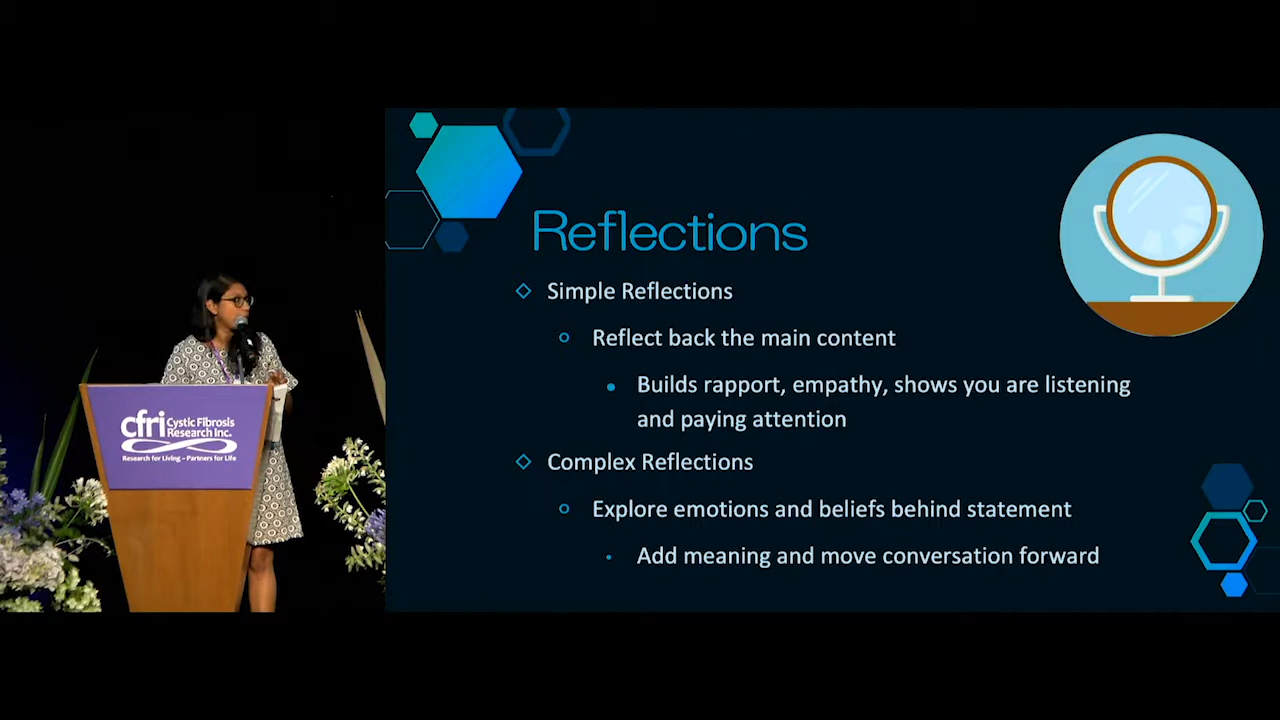 Reflections
Simple Reflections
Reflect back the main content
Builds rapport, empathy, shows you are listening
and paying attention
Complex Reflections
Explore emotions and beliefs behind statement
Add meaning and move conversation forward
cfri Cystic Fibrosis
Research Inc.
Research for Living – Partners for Life